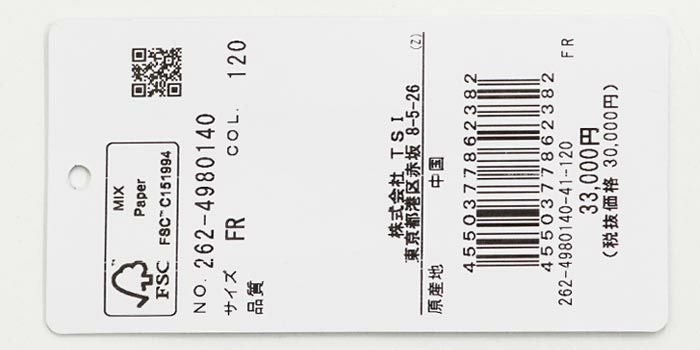 MIX
Paper
FSC™ C151994
FSC
NO. 262-4980140
COL. 120
サイズ FR
品質
株式会社 TSI
東京都港区赤坂 8-5-26 (Z)
原産地 中国
4550377862382
4550377862382
262-4980140-41-120 FR
33,000円
(税抜価格 30,000円)